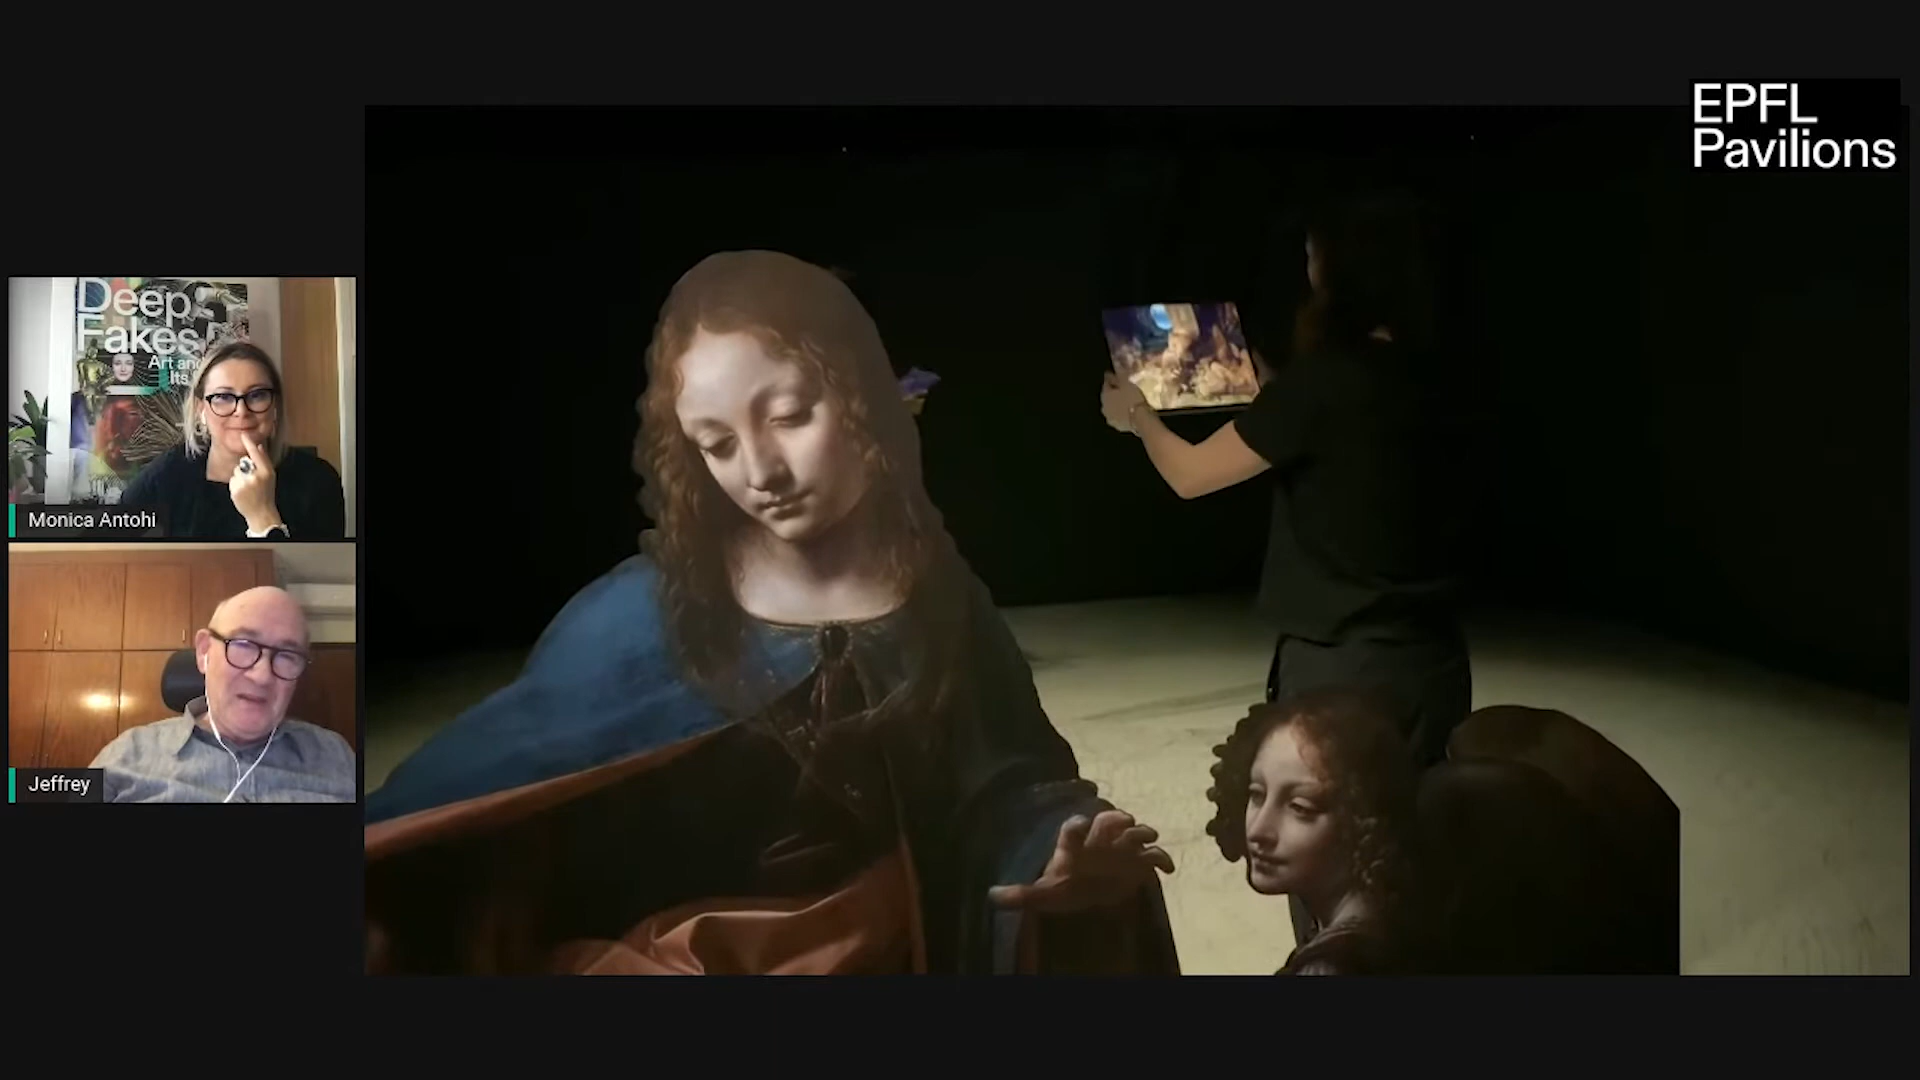 EPFL
Pavilions
Deep
Fakes
Art and
Its
Monica Antohi
Jeffrey